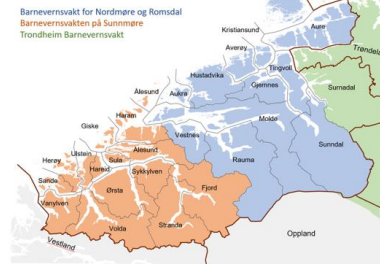 Barnevernsvakt for Nordmøre og Romsdal
Barnevernsvakten på Sunnmøre
Trondheim Barnevernsvakt
Aure
Kristiansund
Averøy
Trøndela
Tingvoll
Hustadvika
Gjemnes
Surnadal
Ålesund
Aukra
Haram
Molde
Giske
Vestnes
Sunndal
Ulstein
Ålesund
Rauma
Herøy
Sula
Hareid
Sykkylven
Sande
Fjord
Ørsta
Vanylven
Stranda
Volda
Oppland
Vestland